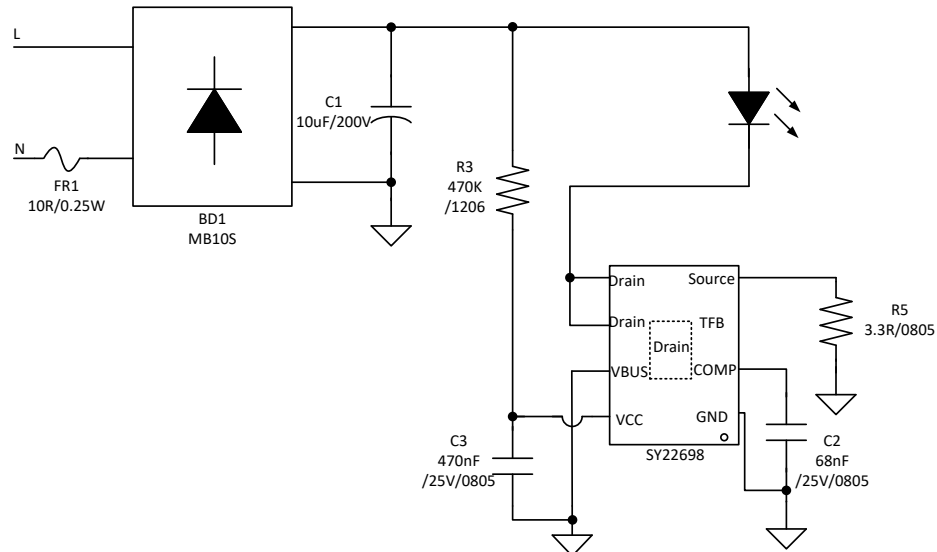 L
N
FR1
10R/0.25W
BD1
MB10S
C1
10uF/200V
R3
470K
/1206
Drain
Source
Drain
TFB
Drain
VBUS
COMP
VCC
GND
SY22698
R5
3.3R/0805
C3
470nF
/25V/0805
C2
68nF
/25V/0805